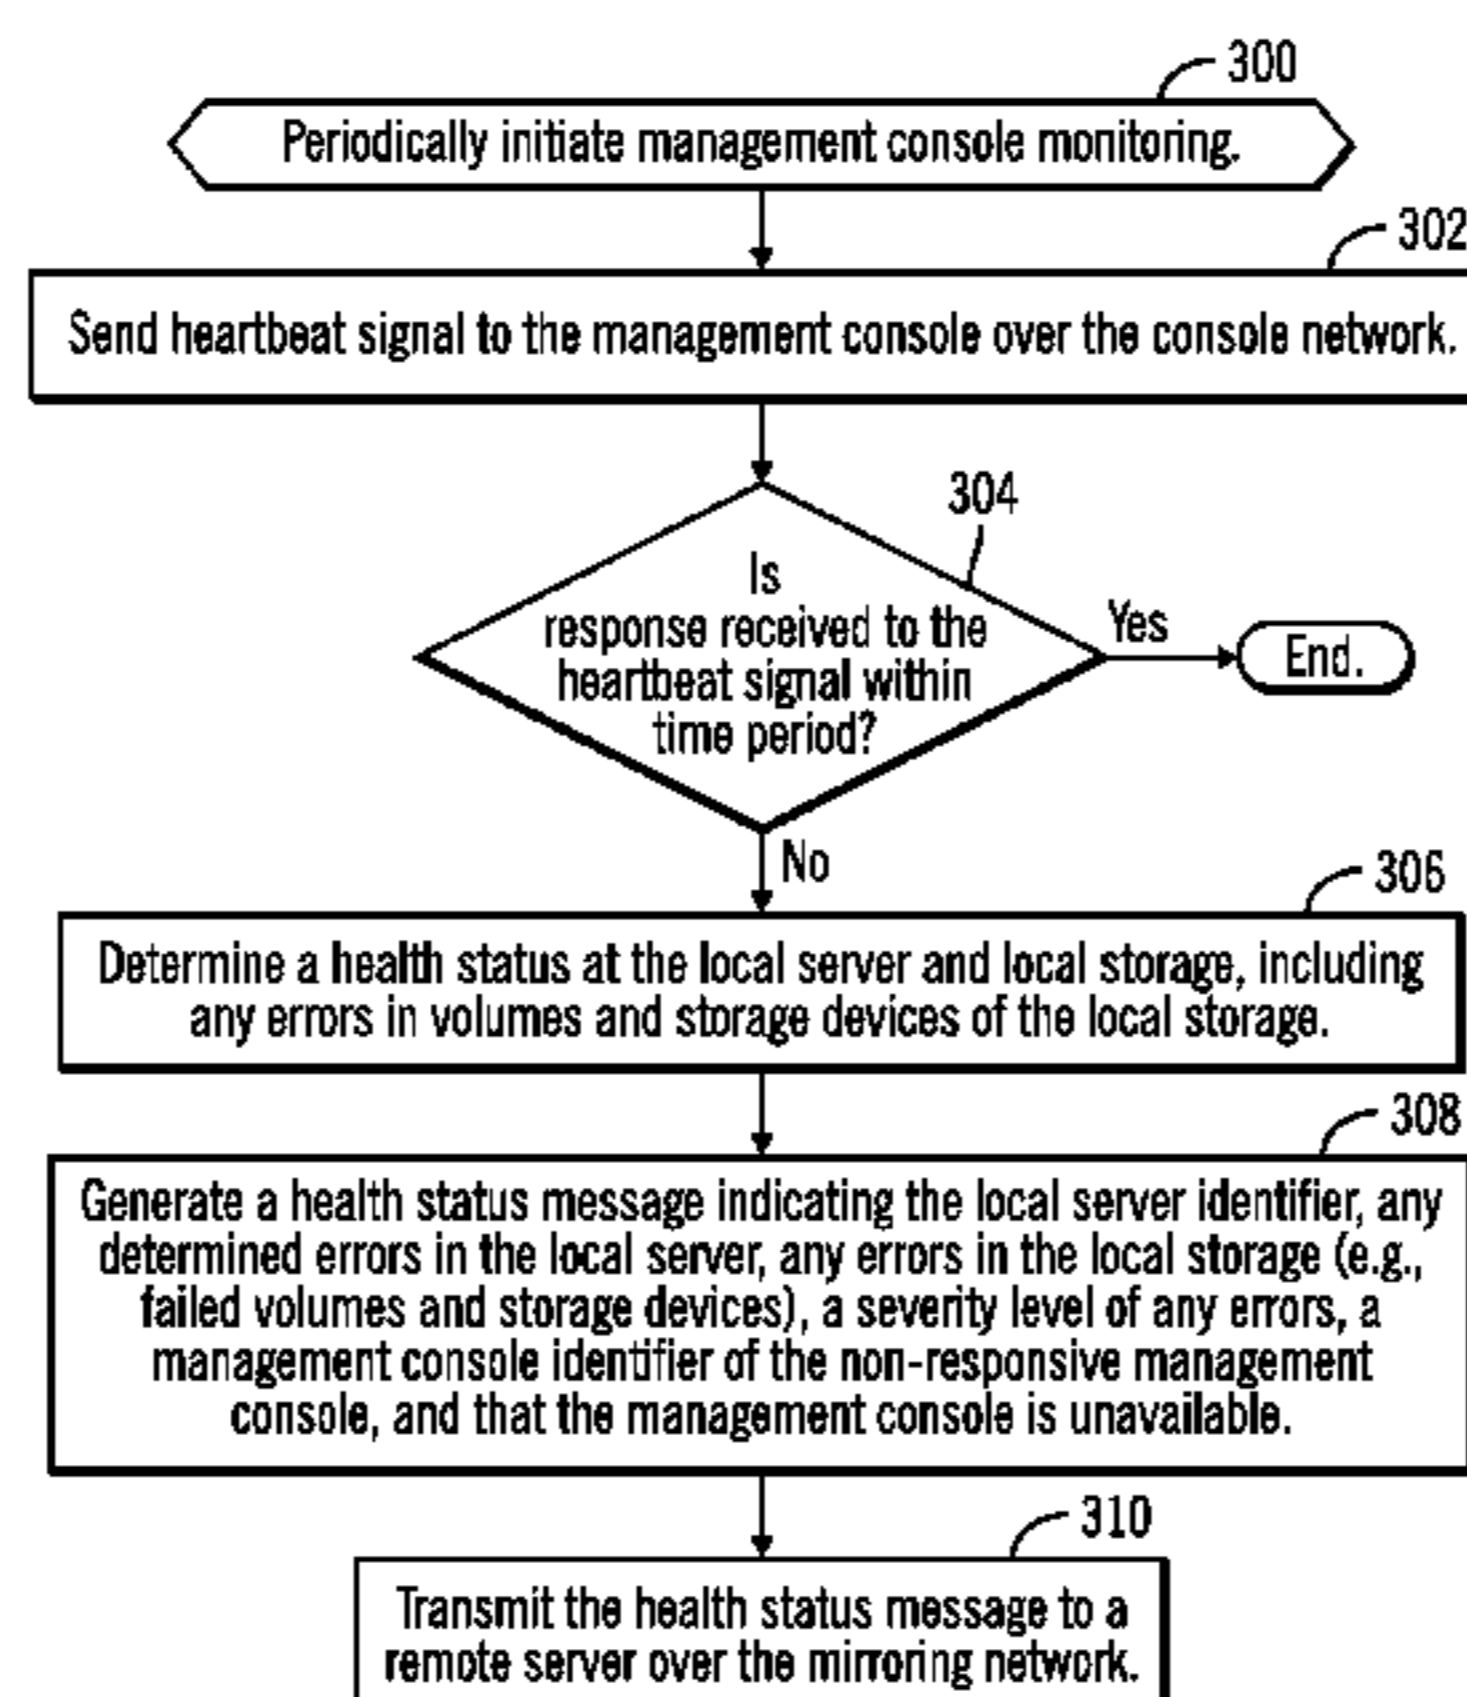 300
Periodically initiate management console monitoring.
302
Send heartbeat signal to the management console over the console network.
304
Is
response received to the
heartbeat signal within
time period?
Yes
End.
No
306
Determine a health status at the local server and local storage, including
any errors in volumes and storage devices of the local storage.
308
Generate a health status message indicating the local server identifier, any
determined errors in the local server, any errors in the local storage (e.g.,
failed volumes and storage devices), a severity level of any errors, a
management console identifier of the non-responsive management
console, and that the management console is unavailable.
310
Transmit the health status message to a
remote server over the mirroring network.